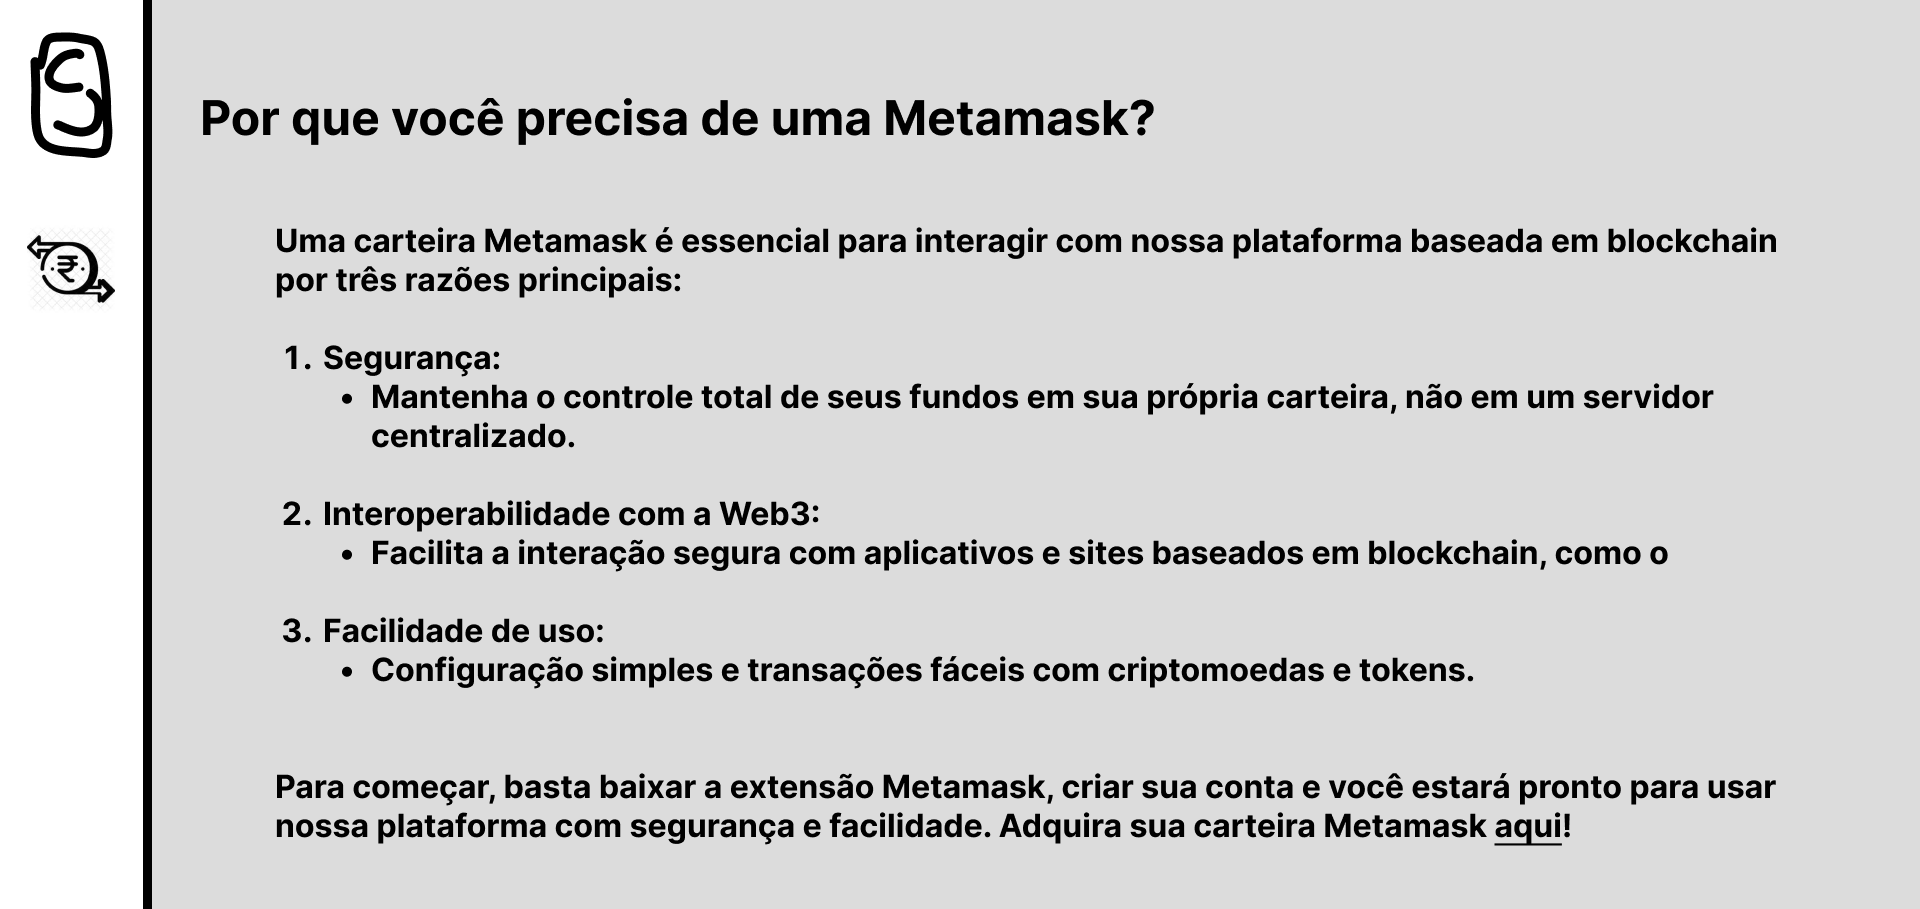 Por que você precisa de uma Metamask?
Uma carteira Metamask é essencial para interagir com nossa plataforma baseada em blockchain
por três razões principais:
1. Segurança:
• Mantenha o controle total de seus fundos em sua própria carteira, não em um servidor
centralizado.
2. Interoperabilidade com a Web3:
• Facilita a interação segura com aplicativos e sites baseados em blockchain, como o
3. Facilidade de uso:
• Configuração simples e transações fáceis com criptomoedas e tokens.
Para começar, basta baixar a extensão Metamask, criar sua conta e você estará pronto para usar
nossa plataforma com segurança e facilidade. Adquira sua carteira Metamask aqui!